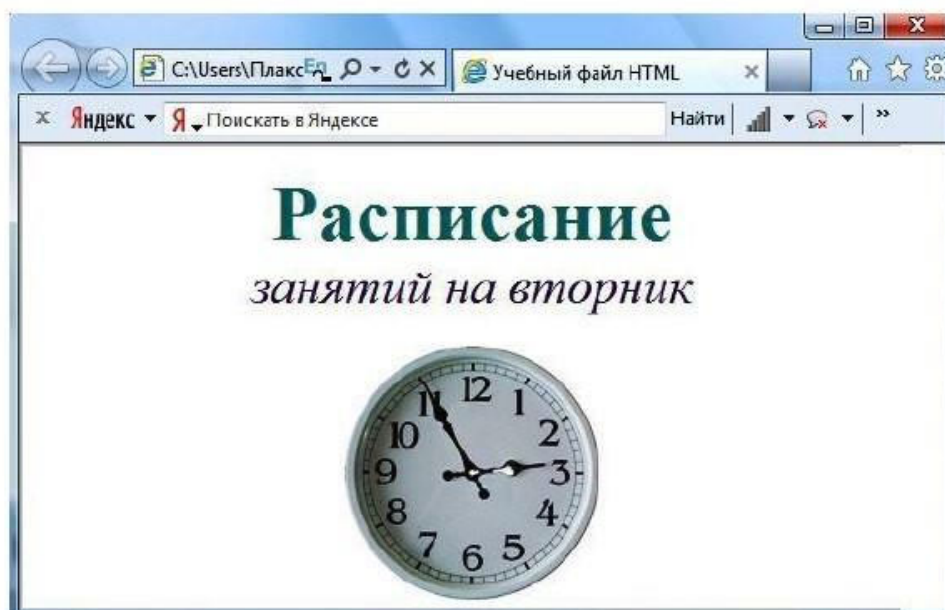 C:\Users\Плакс
Учебный файл HTML
Яндекс Я Поискать в Яндексе Найти
Расписание
занятий на вторник
12
11 1
10 2
9 3
8 4
7 5
6